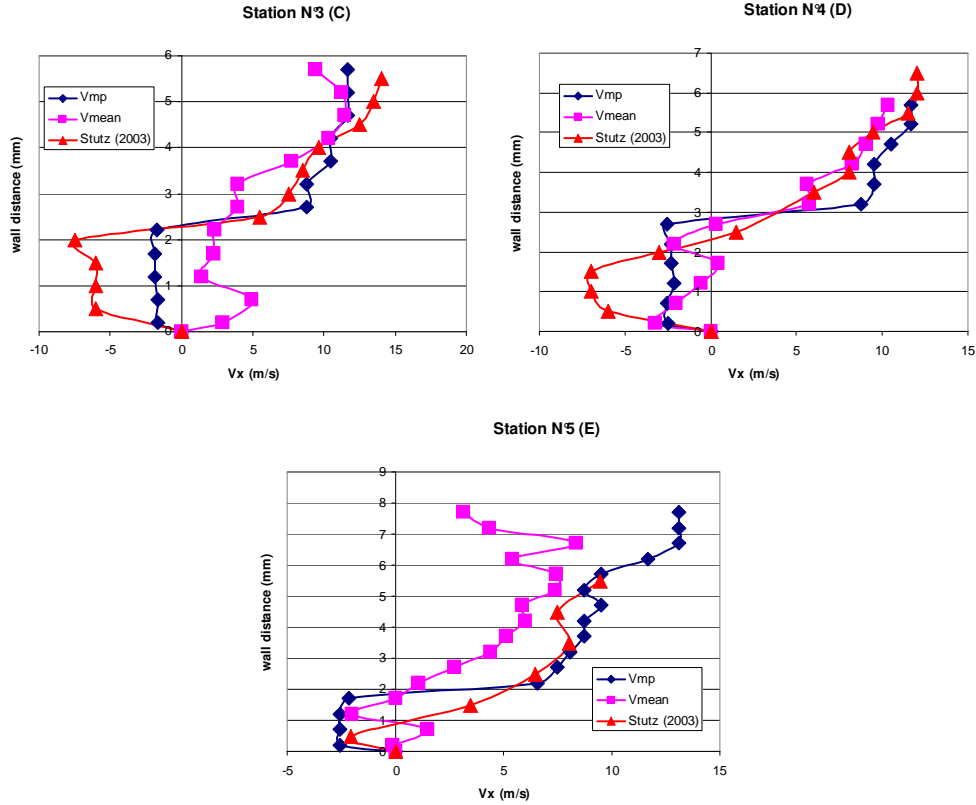 Station N°3 (C)
6
5
4
3
2
1
0
-10
-5
0
5
10
15
20
wall distance (mm)
Vx (m/s)
Vmp
Vmean
Stutz (2003)
Station N°4 (D)
7
6
5
4
3
2
1
0
-10
-5
0
5
10
15
wall distance (mm)
Vx (m/s)
Vmp
Vmean
Stutz (2003)
Station N°5 (E)
9
8
7
6
5
4
3
2
1
0
-5
0
5
10
15
wall distance (mm)
Vx (m/s)
Vmp
Vmean
Stutz (2003)